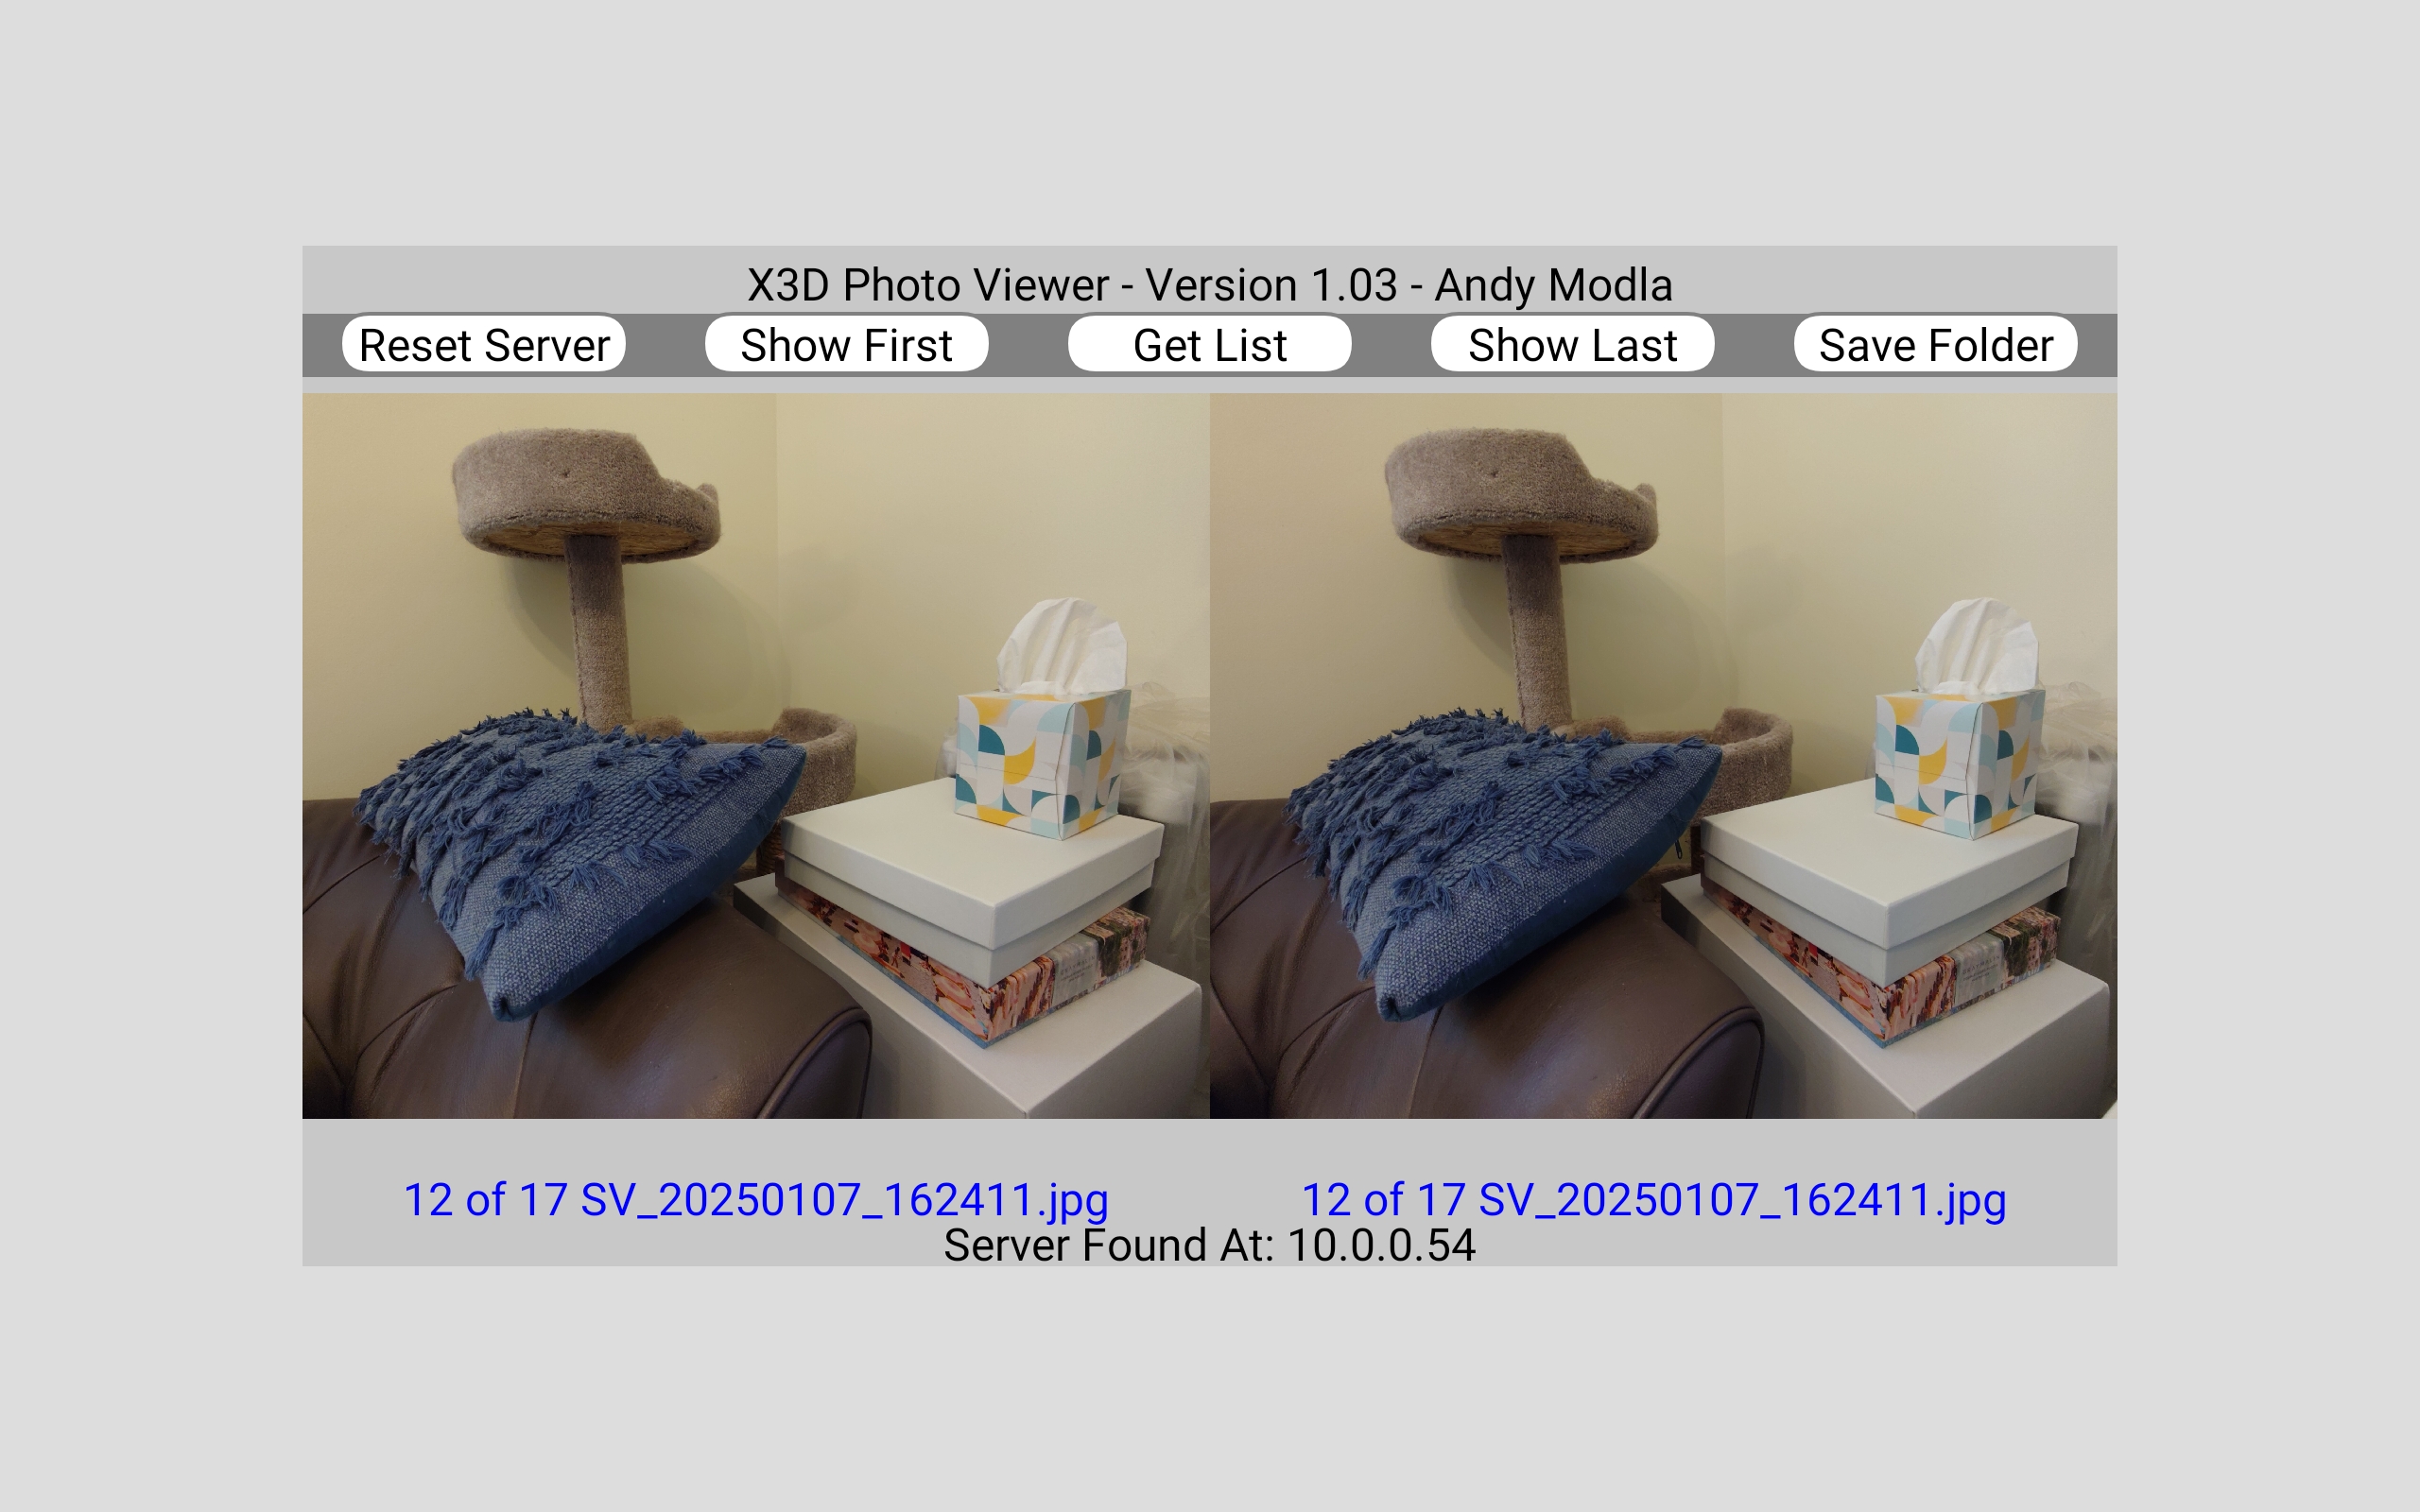 X3D Photo Viewer - Version 1.03 - Andy Modla
Reset Server Show First Get List Show Last Save Folder
12 of 17 SV_20250107_162411.jpg 12 of 17 SV_20250107_162411.jpg
Server Found At: 10.0.0.54